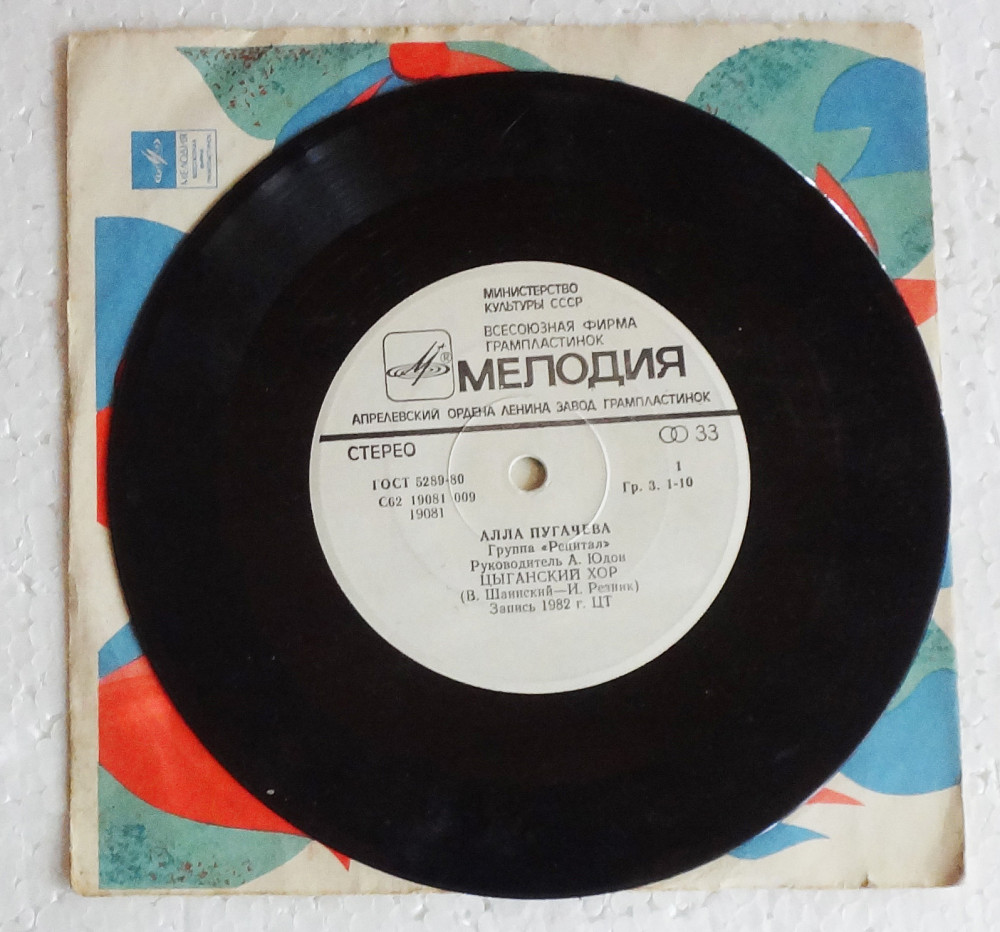 МЕЛОДИЯ
МИНИСТЕРСТВО
КУЛЬТУРЫ СССР
ВСЕСОЮЗНАЯ ФИРМА
ГРАМПЛАСТИНОК
МЕЛОДИЯ
АПРЕЛЕВСКИЙ ОРДЕНА ЛЕНИНА ЗАВОД ГРАМПЛАСТИНОК
СТЕРЕО
33
ГОСТ 5289-80
1
С62 19081 009
Гр. 3. 1-10
19081
АЛЛА ПУГАЧЕВА
Группа «Рецитал»
Руководитель А. Юдов
ЦЫГАНСКИЙ ХОР
(В. Шаинский—И. Резник)
Запись 1982 г. ЦТ